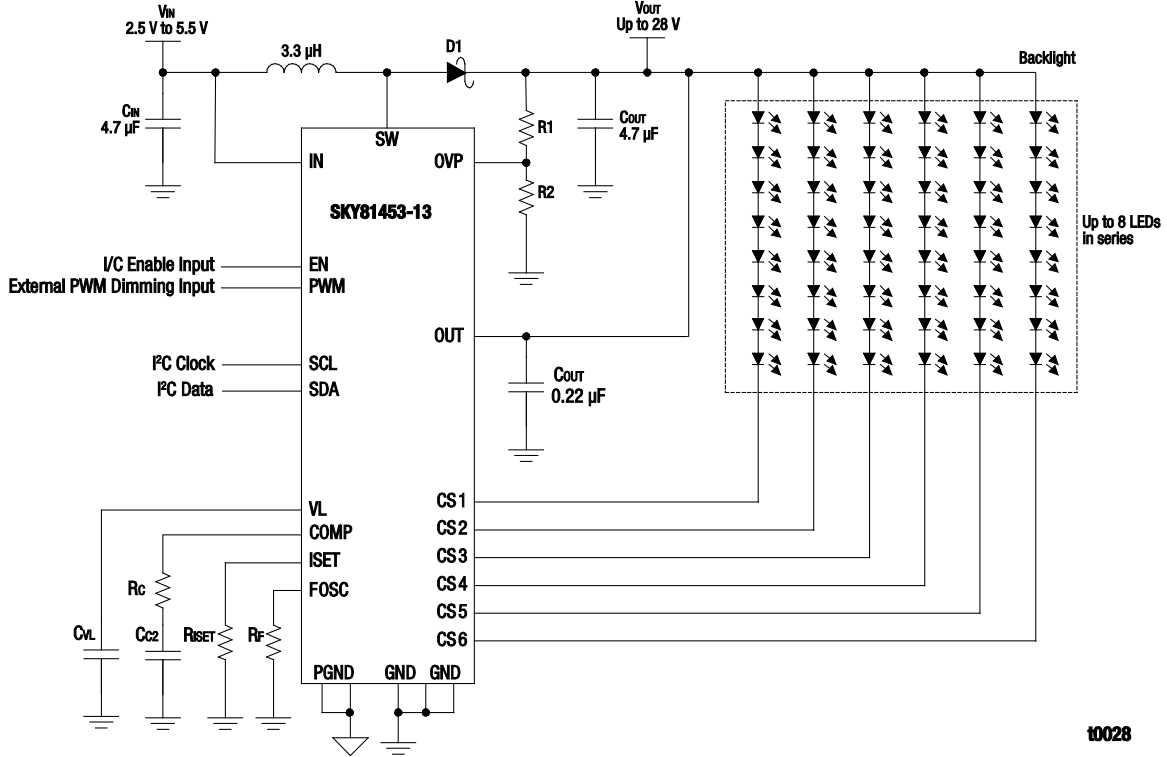 VIN
2.5 V to 5.5 V
VOUT
Up to 28 V
3.3 µH
D1
Backlight
CIN
4.7 µF
R1
COUT
4.7 µF
SW
IN
OVP
R2
SKY81453-13
Up to 8 LEDs
in series
I/C Enable Input
EN
External PWM Dimming Input
PWM
OUT
I²C Clock
SCL
I²C Data
SDA
COUT
0.22 µF
VL
CS1
COMP
CS2
ISET
CS3
FOSC
CS4
RC
CS5
CVL
CC2
RISET
RF
CS6
PGND
GND
GND
t0028